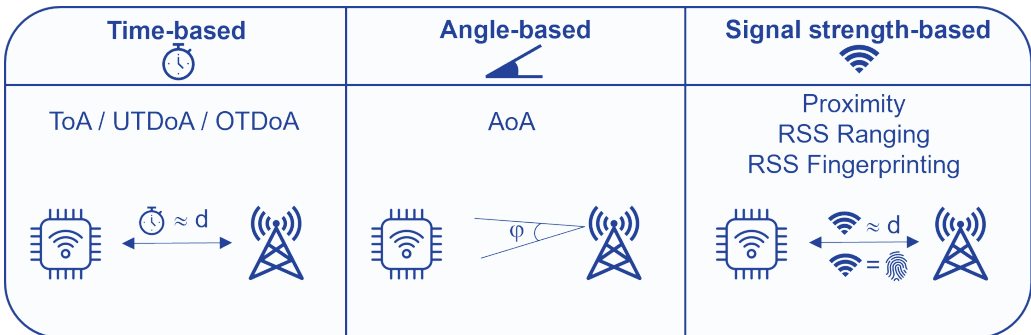 Time-based
Angle-based
Signal strength-based
ToA / UTDoA / OTDoA
AoA
Proximity
RSS Ranging
RSS Fingerprinting
≈ d
φ
≈ d
=